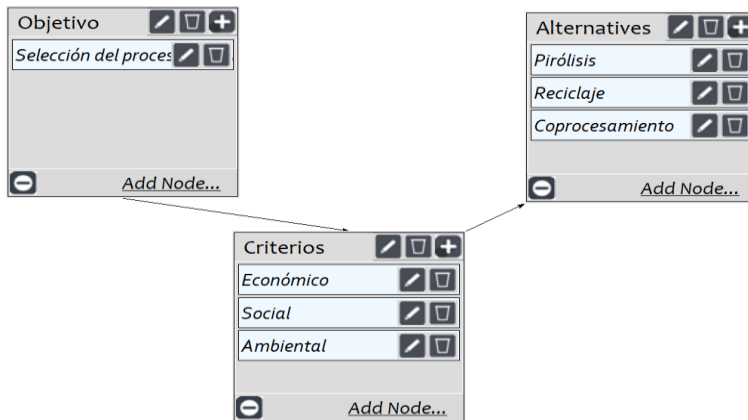 Objetivo
Selección del proces
Add Node...
Alternatives
Pirólisis
Reciclaje
Coprocesamiento
Add Node...
Criterios
Económico
Social
Ambiental
Add Node...